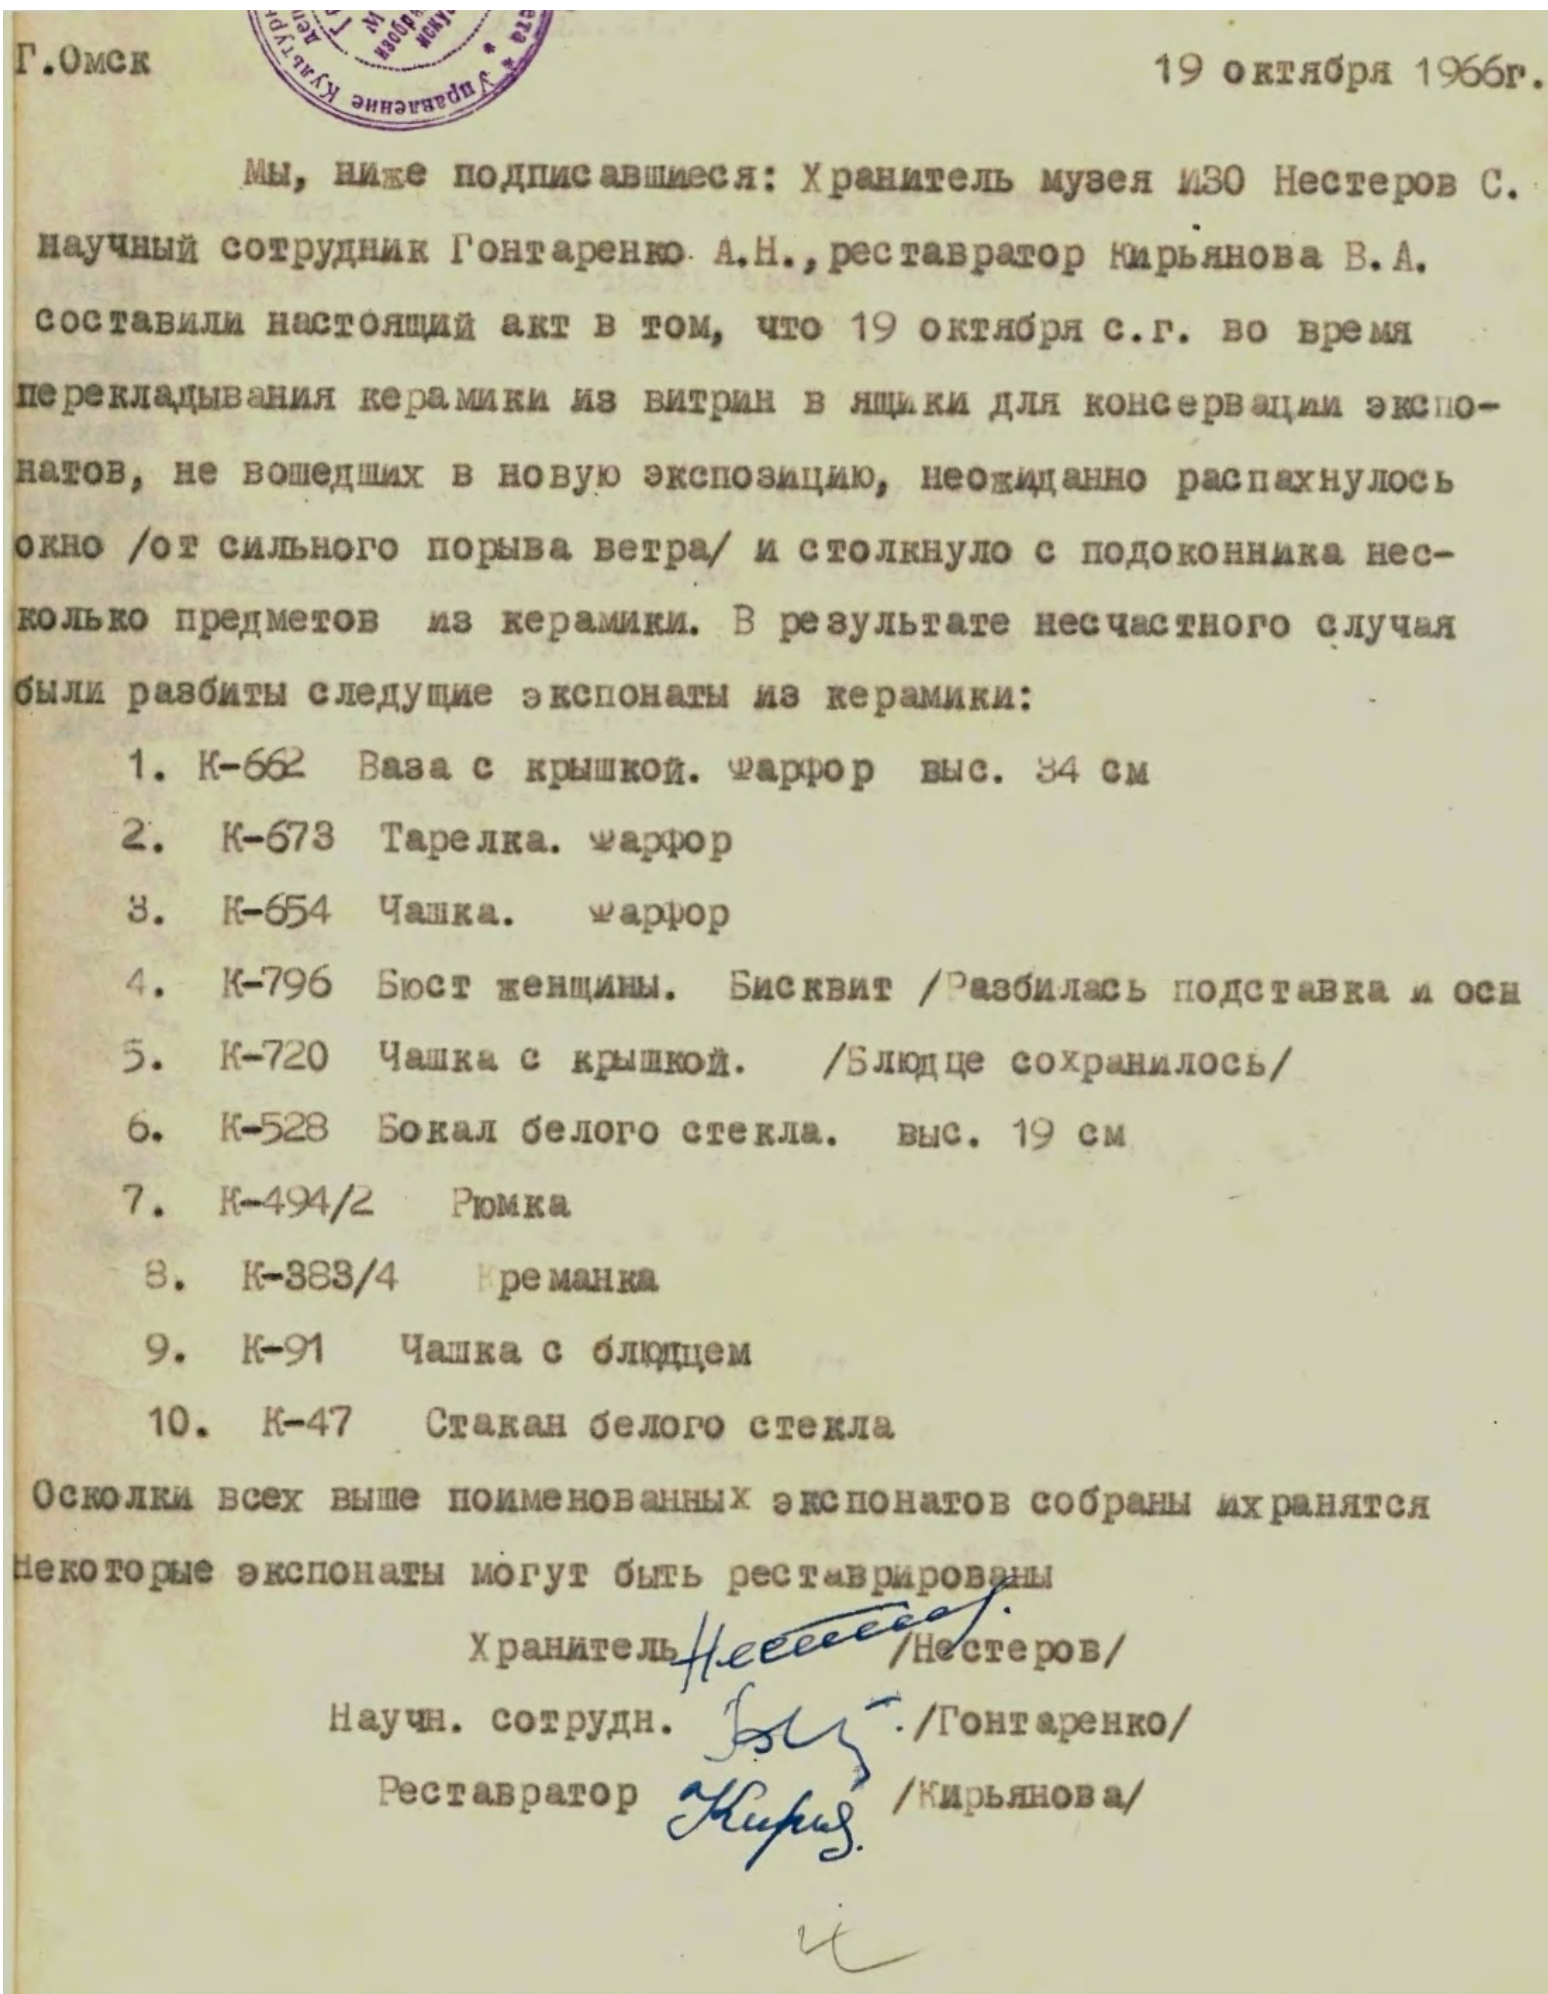 Г.Омск
19 октября 1966г.
Управление Культуры
изобр
иску
Мы, ниже подписавшиеся: Хранитель музея ИЗО Нестеров С.
научный сотрудник Гонтаренко А.Н., реставратор Кирьянова В.А.
составили настоящий акт в том, что 19 октября с.г. во время
перекладывания керамики из витрин в ящики для консервации экспо-
натов, не вошедших в новую экспозицию, неожиданно распахнулось
окно /от сильного порыва ветра/ и столкнуло с подоконника нес-
колько предметов из керамики. В результате несчастного случая
были разбиты следущие экспонаты из керамики:
1. К-662 Ваза с крышкой. Фарфор выс. 34 см
2. К-673 Тарелка. Фарфор
3. К-654 Чашка. Фарфор
4. К-796 Бюст женщины. Бисквит /Разбилась подставка и осн
5. К-720 Чашка с крышкой. /Блюдце сохранилось/
6. К-528 Бокал белого стекла. выс. 19 см
7. К-494/2 Рюмка
8. К-383/4 Креманка
9. К-91 Чашка с блюдцем
10. К-47 Стакан белого стекла
Осколки всех выше поименованных экспонатов собраны ихранятся
Некоторые экспонаты могут быть реставрированы
Хранитель /Нестеров/
Научн. сотрудн. /Гонтаренко/
Реставратор /Кирьянова/